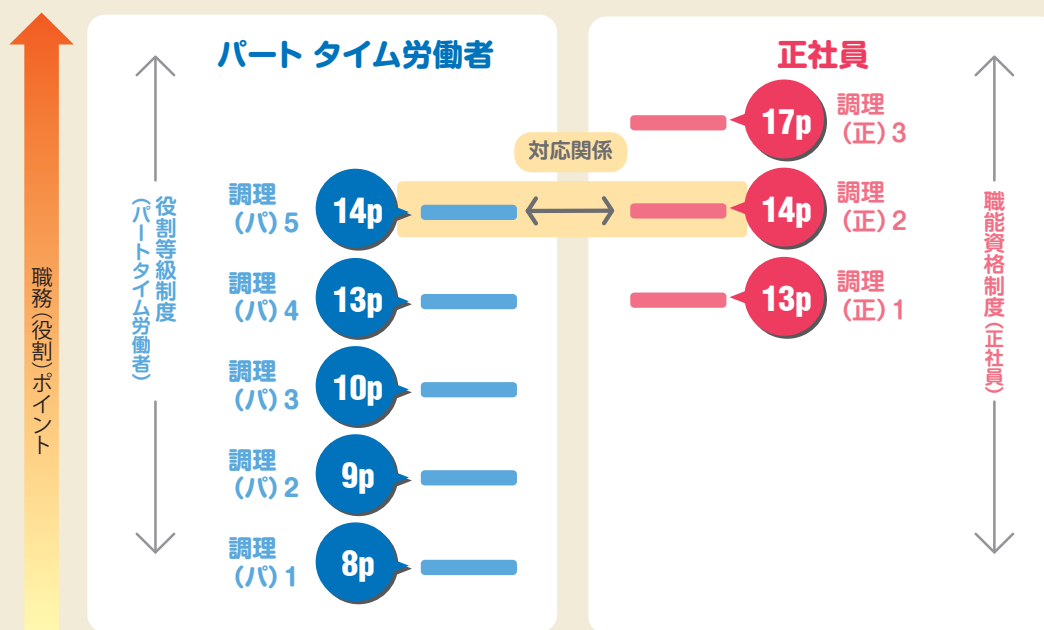 職務(役割)ポイント
役割等級制度
(パートタイム労働者)
パート タイム労働者
調理
(パ) 5
14p
調理
(パ) 4
13p
調理
(パ) 3
10p
調理
(パ) 2
9p
調理
(パ) 1
8p
対応関係
正社員
17p
調理
(正) 3
14p
調理
(正) 2
13p
調理
(正) 1
職能資格制度(正社員)